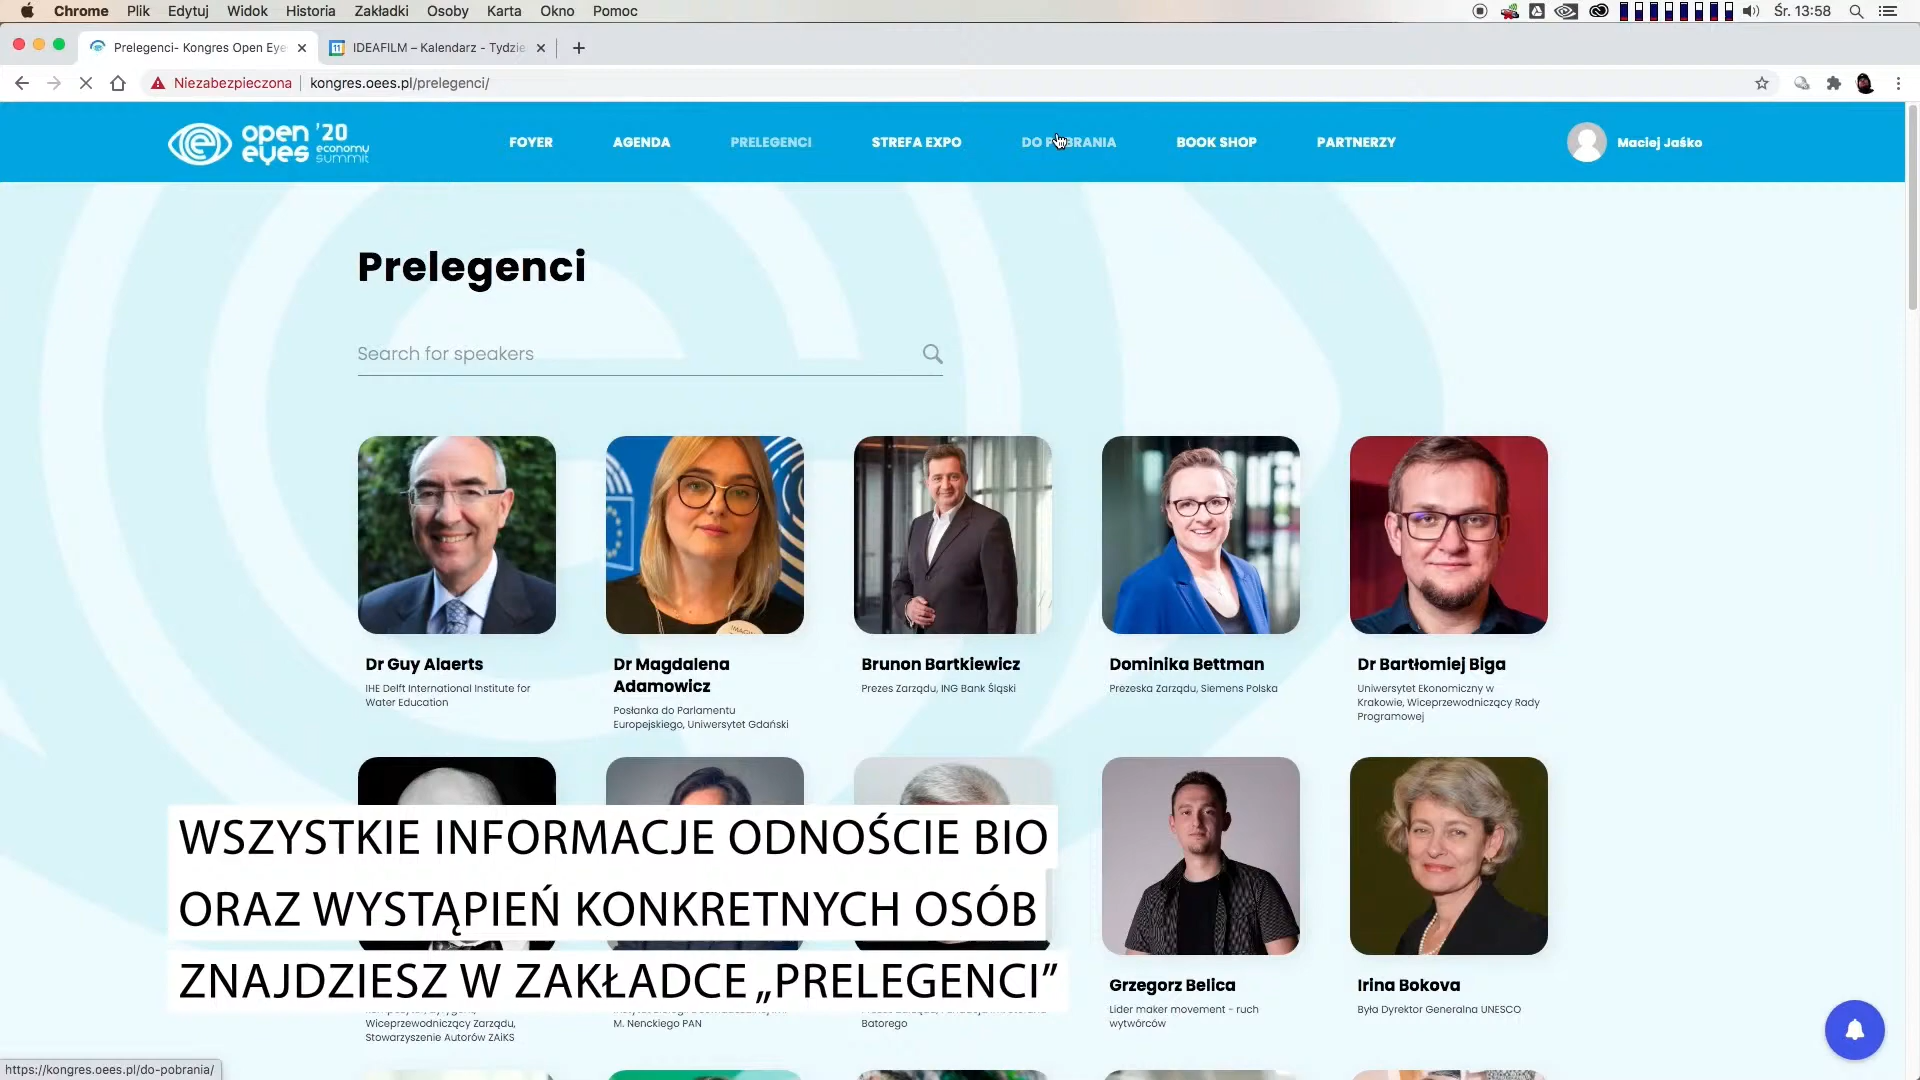 Chrome Plik Edytuj Widok Historia Zakładki Osoby Karta Okno Pomoc
Śr. 13:58
Prelegenci- Kongres Open Eye
IDEAFILM – Kalendarz - Tydzie
Niezabezpieczona kongres.oees.pl/prelegenci/
open eyes '20 economy summit
FOYER AGENDA PRELEGENCI STREFA EXPO DO POBRANIA BOOK SHOP PARTNERZY
Maciej Jaśko
Prelegenci
Search for speakers
Dr Guy Alaerts
IHE Delft International Institute for
Water Education
Dr Magdalena
Adamowicz
Posłanka do Parlamentu
Europejskiego, Uniwersytet Gdański
Brunon Bartkiewicz
Prezes Zarządu, ING Bank Śląski
Dominika Bettman
Prezeska Zarządu, Siemens Polska
Dr Bartłomiej Biga
Uniwersytet Ekonomiczny w
Krakowie, Wiceprzewodniczący Rady
Programowej
WSZYSTKIE INFORMACJE ODNOŚCIE BIO
ORAZ WYSTĄPIEŃ KONKRETNYCH OSÓB
ZNAJDZIESZ W ZAKŁADCE „PRELEGENCI”
Wiceprzewodniczący Zarządu,
Stowarzyszenie Autorów ZAiKS
M. Nenckiego PAN
Batorego
Grzegorz Belica
Lider maker movement - ruch
wytwórców
Irina Bokova
Była Dyrektor Generalna UNESCO
https://kongres.oees.pl/do-pobrania/